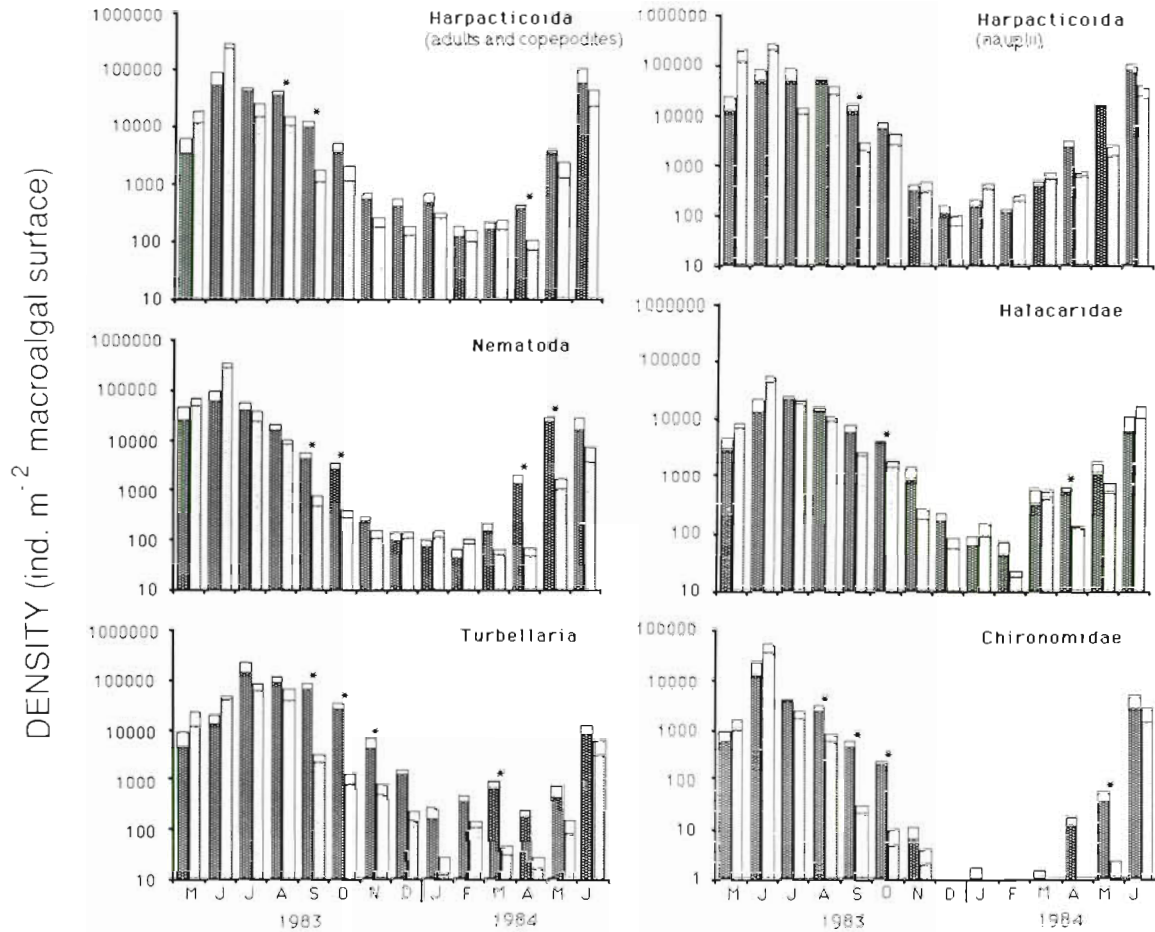 DENSITY (ind. m-2 macroalgal surface)
Harpacticoida
(adults and copepodites)
1000000
100000
10000
1000
100
10
* * *
Harpacticoida
(nauplii)
1000000
100000
10000
1000
100
10
*
Nematoda
1000000
100000
10000
1000
100
10
* * * *
Halacaridae
1000000
100000
10000
1000
100
10
* *
Turbellaria
100000
100000
10000
1000
100
10
* * * *
M J J A S O N D J F M A M J
1983 1984
Chironomidae
100000
10000
1000
100
10
1
* * * *
M J J A S O N D J F M A M J
1983 1984